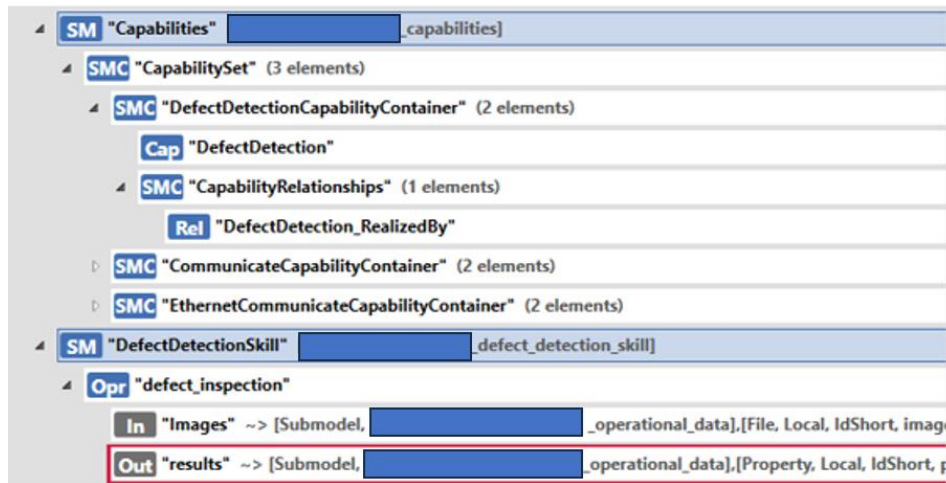 SM "Capabilities" _capabilities]
SMC "CapabilitySet" (3 elements)
SMC "DefectDetectionCapabilityContainer" (2 elements)
Cap "DefectDetection"
SMC "CapabilityRelationships" (1 elements)
Rel "DefectDetection_RealizedBy"
SMC "CommunicateCapabilityContainer" (2 elements)
SMC "EthernetCommunicateCapabilityContainer" (2 elements)
SM "DefectDetectionSkill" _defect_detection_skill]
Opr "defect_inspection"
In "Images" ~> [Submodel, _operational_data],[File, Local, IdShort, image
Out "results" ~> [Submodel, _operational_data],[Property, Local, IdShort,